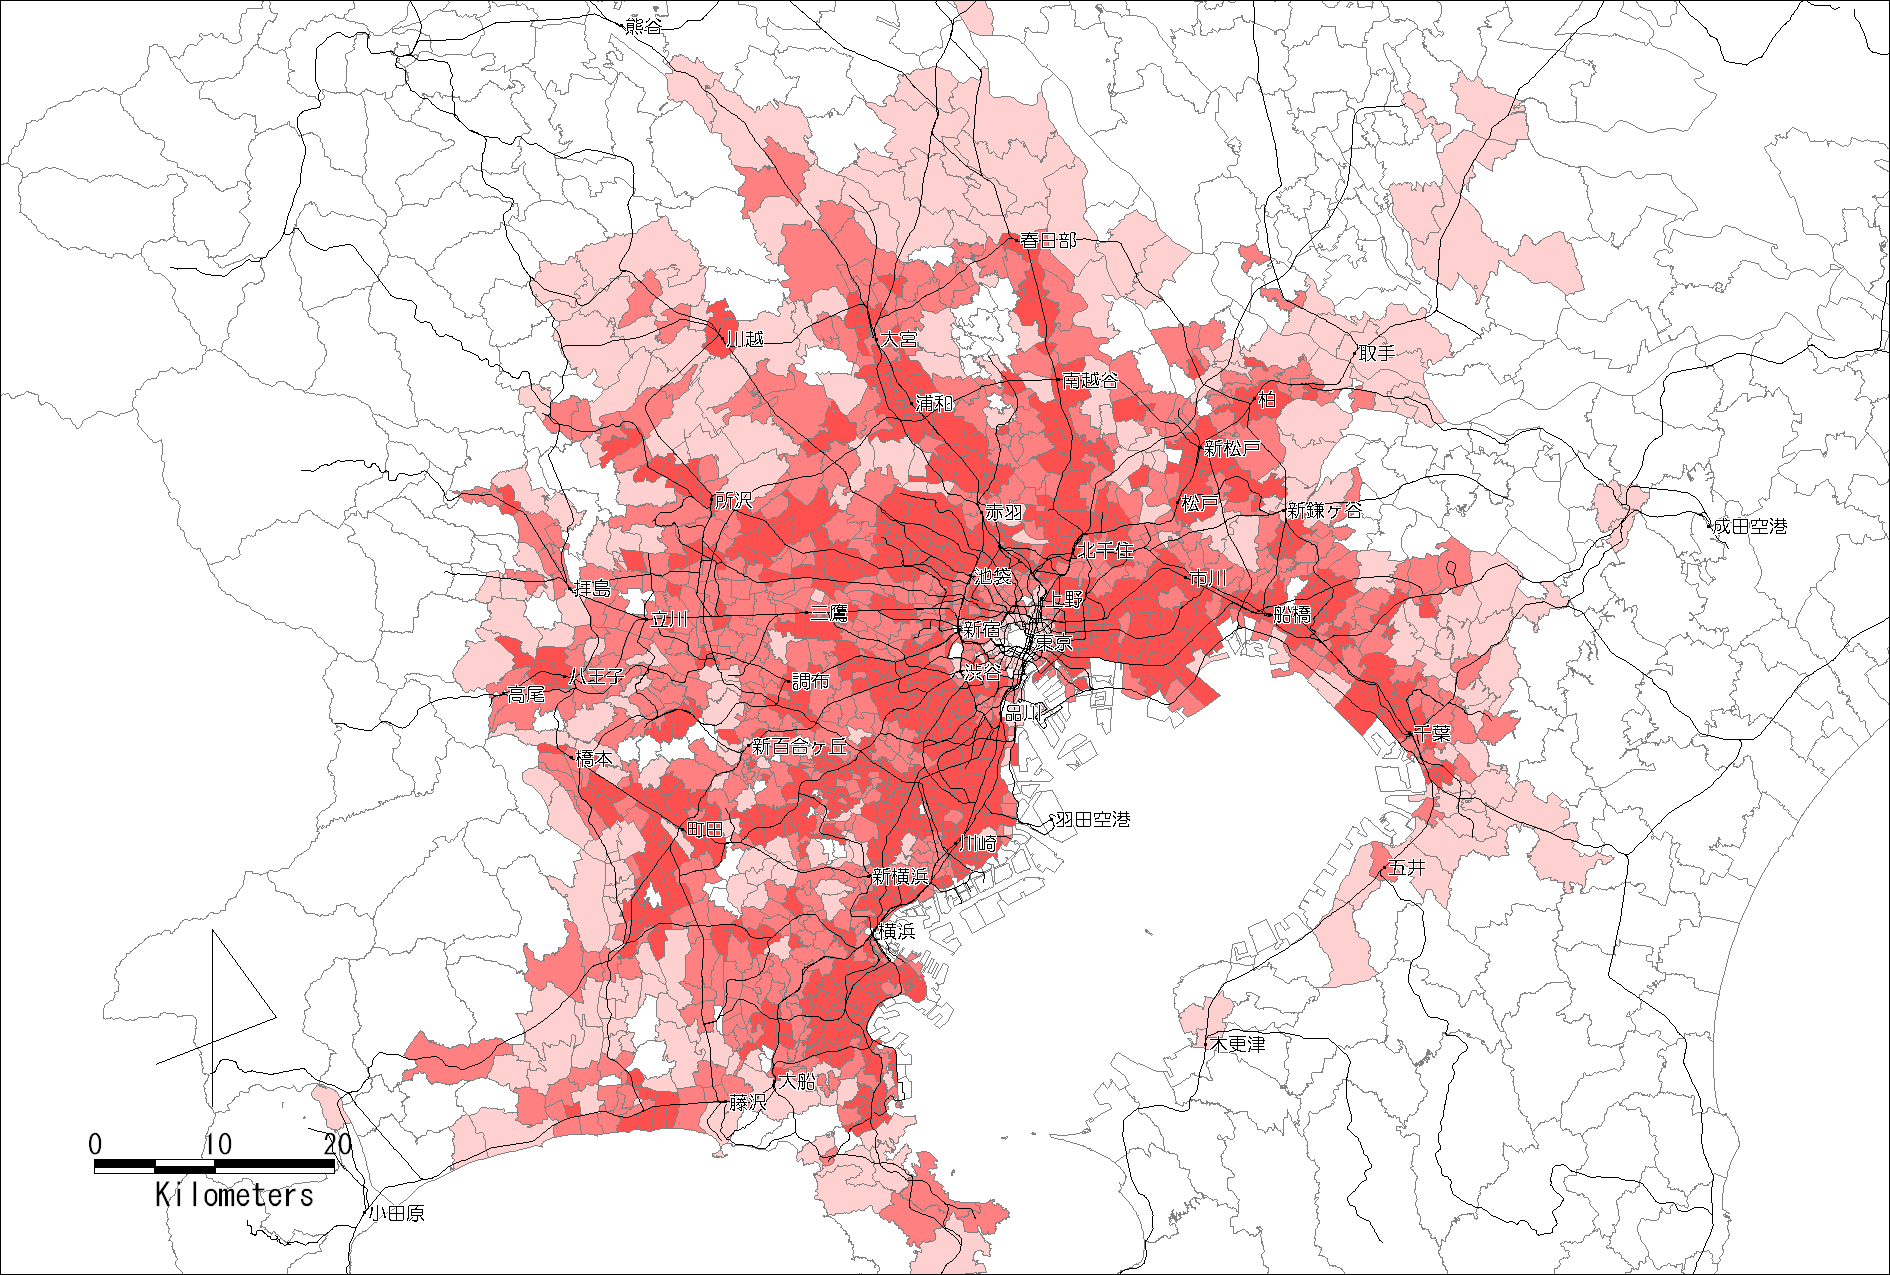 熊谷
春日部
川越
大宮
取手
南越谷
浦和
柏
新松戸
所沢
松戸
赤羽
新鎌ヶ谷
成田空港
北千住
池袋
市川
拝島
上野
三鷹
船橋
立川
新宿
東京
渋谷
八王子
調布
高尾
品川
千葉
新百合ヶ丘
橋本
羽田空港
町田
川崎
五井
新横浜
横浜
木更津
大船
藤沢
0 10 20
Kilometers
小田原